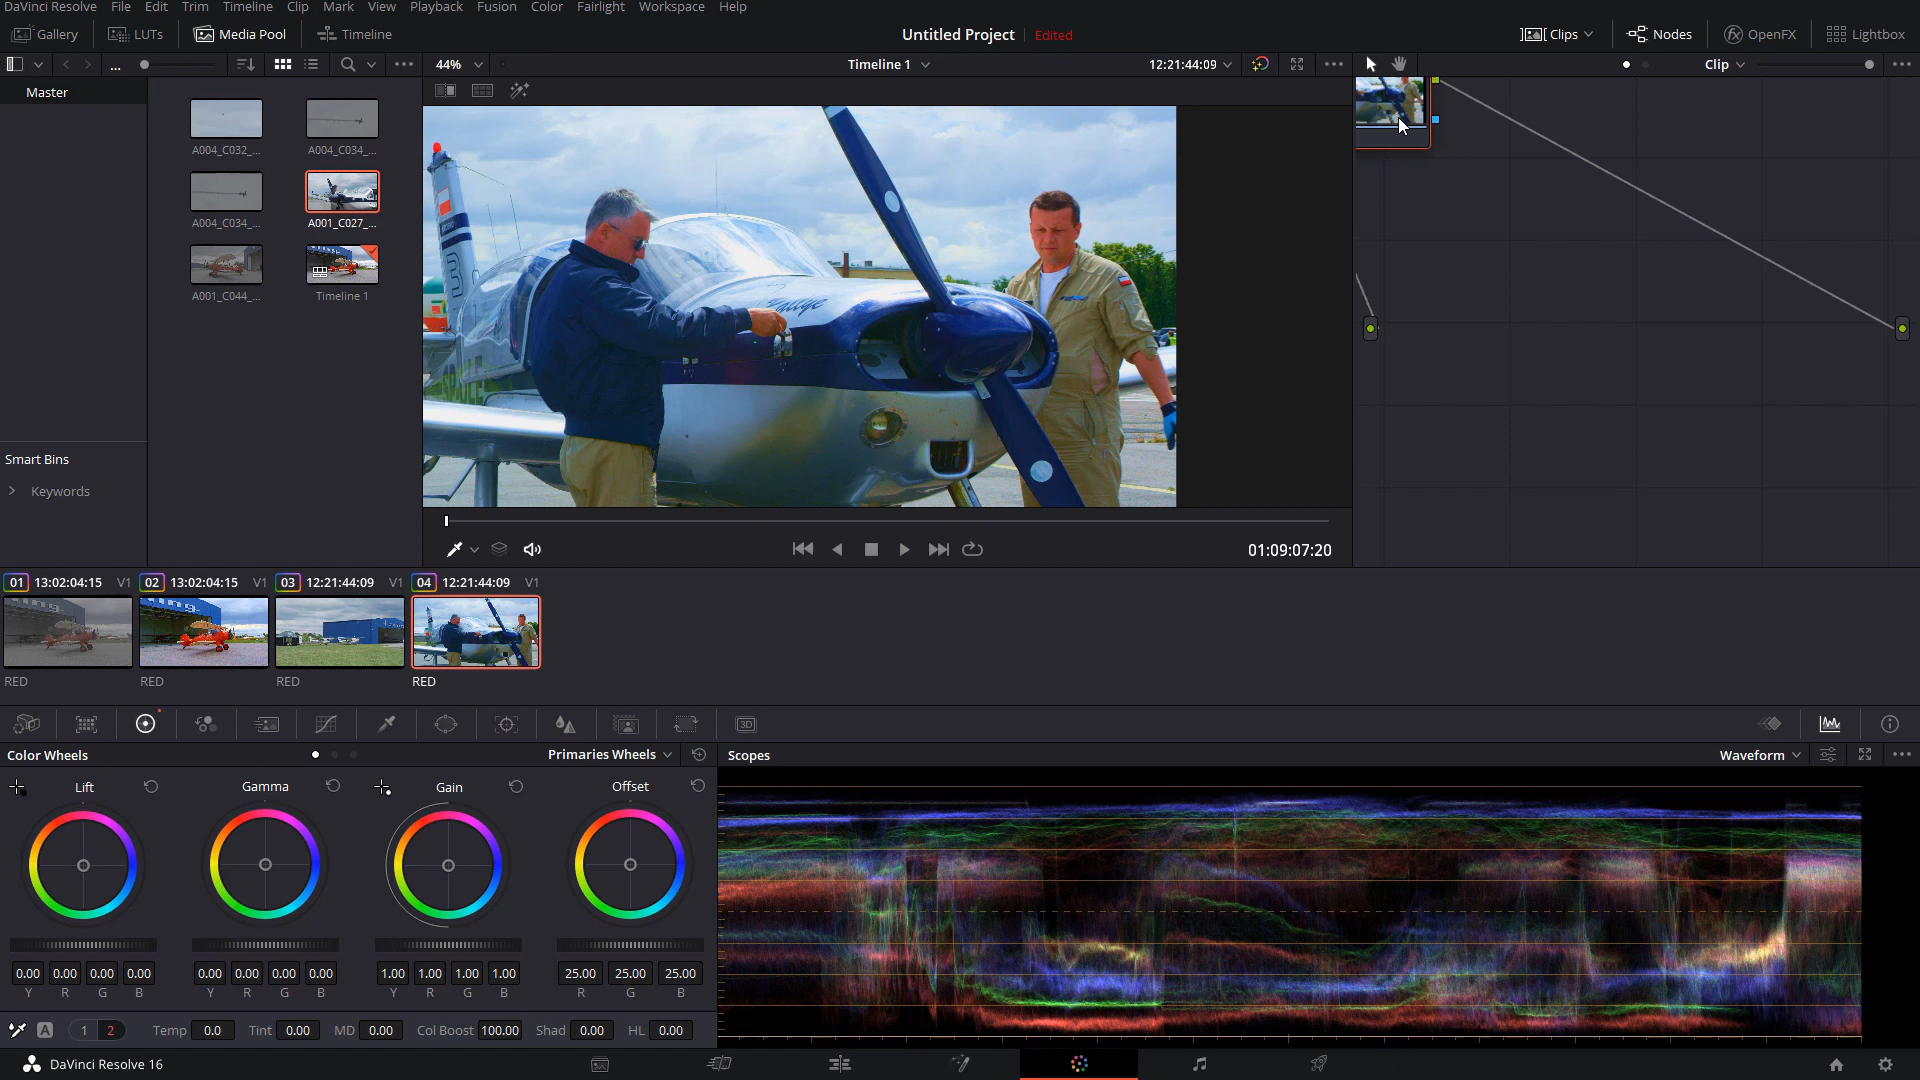 DaVinci Resolve File Edit Trim Timeline Clip Mark View Playback Fusion Color Fairlight Workspace Help
Gallery LUTs Media Pool Timeline Untitled Project Edited Clips Nodes OpenFX Lightbox
... 44% Timeline 1 12:21:44:09 Clip
Master
A004_C032_... A004_C034_...
A004_C034_... A001_C027_...
A001_C044_... Timeline 1
Smart Bins
Keywords
Rallye
3
01:09:07:20
01 13:02:04:15 V1 02 13:02:04:15 V1 03 12:21:44:09 V1 04 12:21:44:09 V1
RED RED RED RED
3D
Color Wheels Primaries Wheels Scopes Waveform
Lift Gamma Gain Offset
0.00 0.00 0.00 0.00 0.00 0.00 0.00 0.00 1.00 1.00 1.00 1.00 25.00 25.00 25.00
Y R G B Y R G B Y R G B R G B
A 1 2 Temp 0.0 Tint 0.00 MD 0.00 Col Boost 100.00 Shad 0.00 HL 0.00
DaVinci Resolve 16